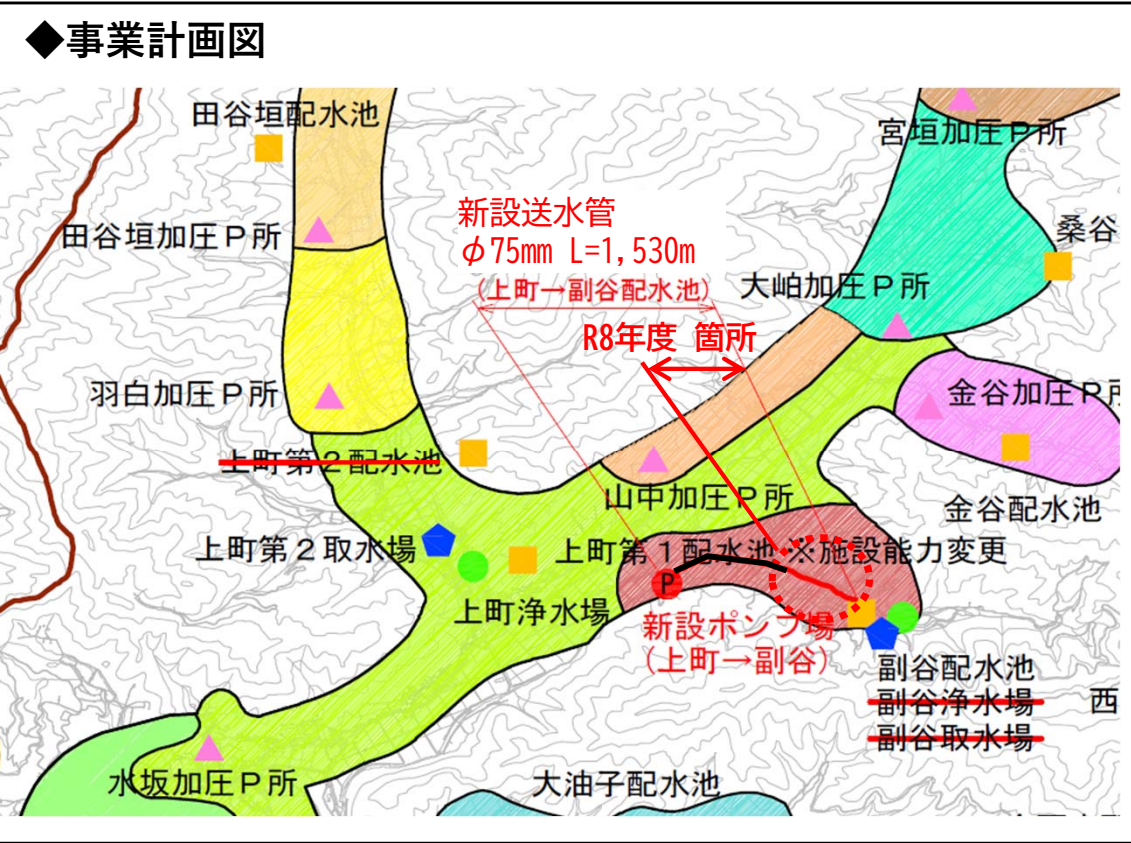 ◆事業計画図
田谷垣配水池
宮垣加圧P所
新設送水管
φ75mm L=1,530m
(上町→副谷配水池)
田谷垣加圧P所
桑谷
大岶加圧P所
R8年度 箇所
羽白加圧P所
金谷加圧P所
上町第2配水池
山中加圧P所
金谷配水池
上町第2取水場
上町第1配水池 ※施設能力変更
P
上町浄水場
新設ポンプ場
(上町→副谷)
副谷配水池
副谷浄水場
西
副谷取水場
水坂加圧P所
大油子配水池